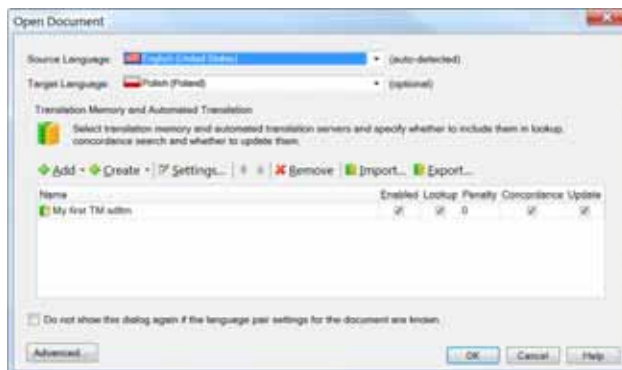 Open Document
Source Language: English (United States) (auto-detected)
Target Language: Polish (Poland) (optional)
Translation Memory and Automated Translation
Select translation memory and automated translation servers and specify whether to include them in lookup,
concordance search and whether to update them.
Add Create Settings... Remove Import... Export...
Name Enabled Lookup Penalty Concordance Update
My first TM.sdltm 0
Do not show this dialog again if the language pair settings for the document are known
Advanced... OK Cancel Help